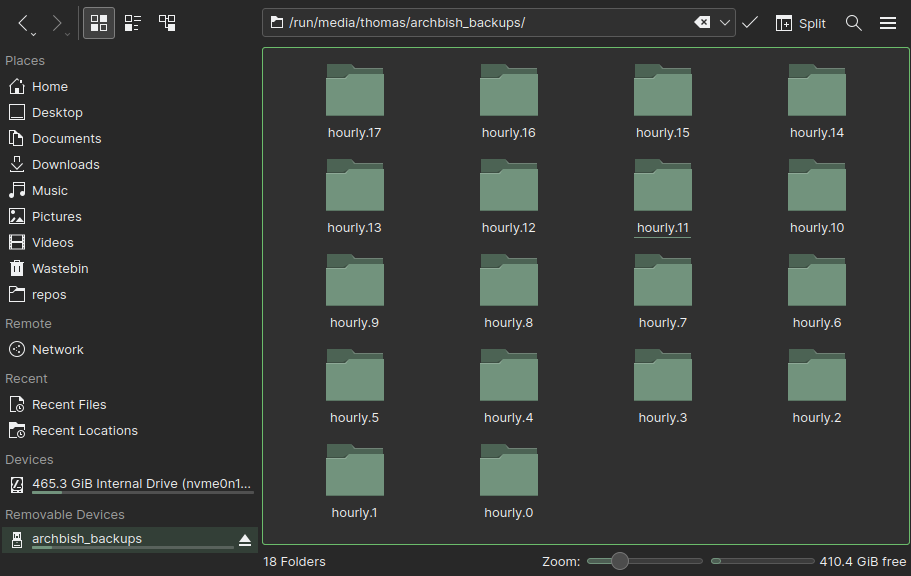 /run/media/thomas/archbish_backups/
Split
Places
Home
Desktop
Documents
Downloads
Music
Pictures
Videos
Wastebin
repos
Remote
Network
Recent
Recent Files
Recent Locations
Devices
465.3 GiB Internal Drive (nvme0n1...
Removable Devices
archbish_backups
hourly.17 hourly.16 hourly.15 hourly.14
hourly.13 hourly.12 hourly.11 hourly.10
hourly.9 hourly.8 hourly.7 hourly.6
hourly.5 hourly.4 hourly.3 hourly.2
hourly.1 hourly.0
18 Folders Zoom: 410.4 GiB free